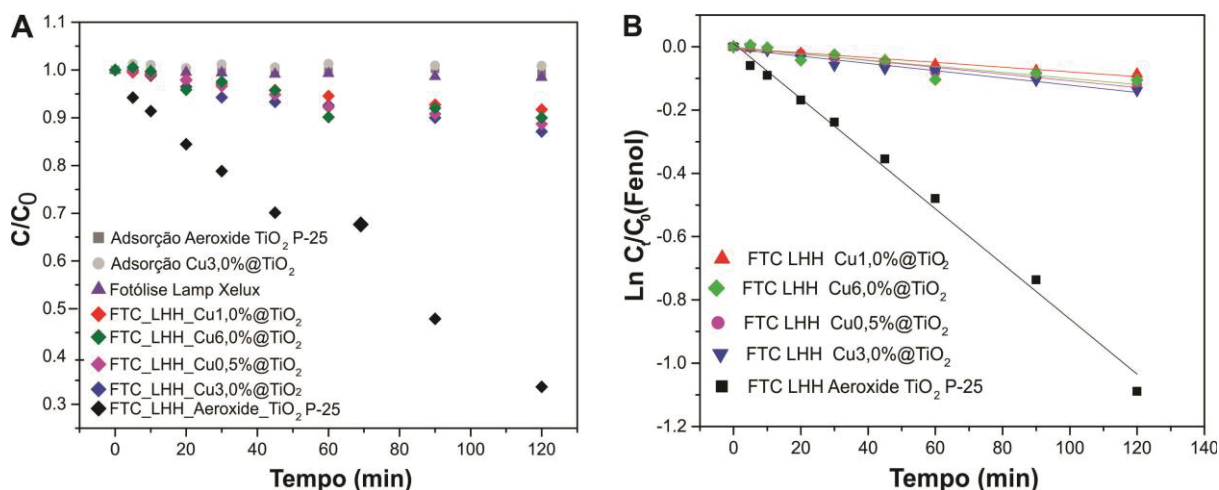 A
1.1
1.0
0.9
0.8
0.7
0.6
0.5
0.4
0.3
C/C₀
Adsorção Aeroxide TiO₂ P-25
Adsorção Cu3,0%@TiO₂
Fotólise Lamp Xelux
FTC_LHH_Cu1,0%@TiO₂
FTC_LHH_Cu6,0%@TiO₂
FTC_LHH_Cu0,5%@TiO₂
FTC_LHH_Cu3,0%@TiO₂
FTC_LHH_Aeroxide_TiO₂ P-25
0 20 40 60 80 100 120
Tempo (min)
B
0.0
-0.2
-0.4
-0.6
-0.8
-1.0
-1.2
Ln Cₜ/C₀(Fenol)
FTC LHH Cu1,0%@TiO₂
FTC LHH Cu6,0%@TiO₂
FTC LHH Cu0,5%@TiO₂
FTC LHH Cu3,0%@TiO₂
FTC LHH Aeroxide TiO₂ P-25
0 20 40 60 80 100 120 140
Tempo (min)